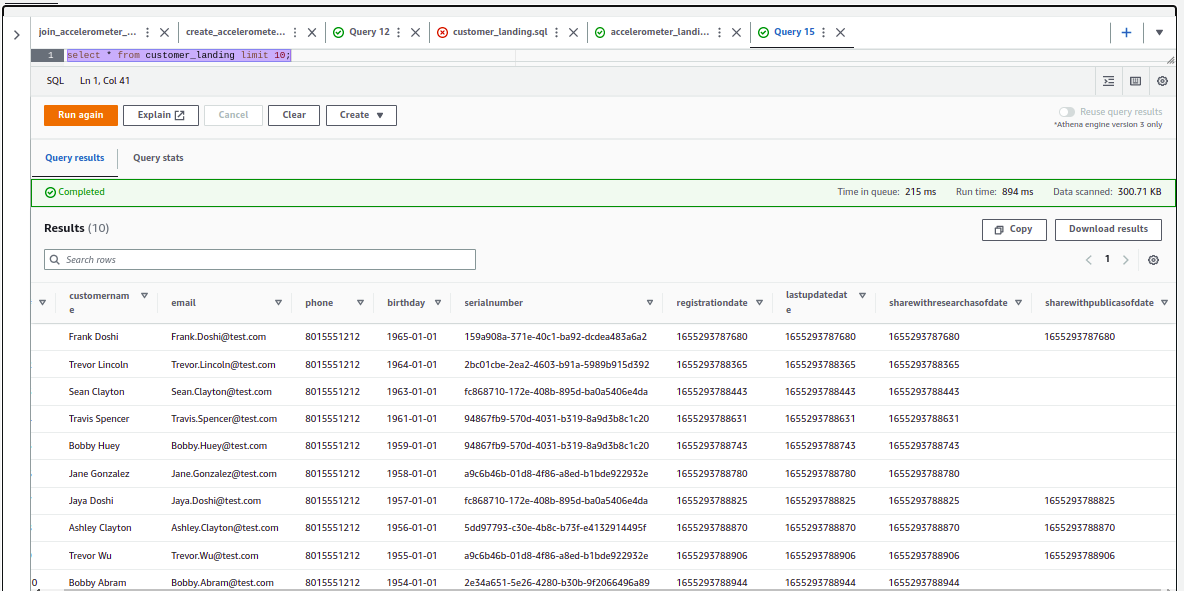 join_accelerometer_... create_acceleromete... Query 12 customer_landing.sql accelerometer_landi... Query 15
1 select * from customer_landing limit 10;
SQL Ln 1, Col 41
Run again Explain Cancel Clear Create Reuse query results
*Athena engine version 3 only
Query results Query stats
Completed Time in queue: 215 ms Run time: 894 ms Data scanned: 300.71 KB
Results (10) Copy Download results
Search rows 1
customername email phone birthday serialnumber registrationdate lastupdatedate sharewithresearchasofdate sharewithpublicasofdate
Frank Doshi Frank.Doshi@test.com 8015551212 1965-01-01 159a908a-371e-40c1-ba92-dcdea483a6a2 1655293787680 1655293787680 1655293787680 1655293787680
Trevor Lincoln Trevor.Lincoln@test.com 8015551212 1964-01-01 2bc01cbe-2ea2-4603-b91a-5989b915d392 1655293788365 1655293788365 1655293788365
Sean Clayton Sean.Clayton@test.com 8015551212 1963-01-01 fc868710-172e-408b-895d-ba0a5406e4da 1655293788443 1655293788443 1655293788443
Travis Spencer Travis.Spencer@test.com 8015551212 1961-01-01 94867fb9-570d-4031-b319-8a9d3b8c1c20 1655293788631 1655293788631 1655293788631
Bobby Huey Bobby.Huey@test.com 8015551212 1959-01-01 94867fb9-570d-4031-b319-8a9d3b8c1c20 1655293788743 1655293788743 1655293788743
Jane Gonzalez Jane.Gonzalez@test.com 8015551212 1958-01-01 a9c6b46b-01d8-4f86-a8ed-b1bde922932e 1655293788780 1655293788780 1655293788780
Jaya Doshi Jaya.Doshi@test.com 8015551212 1957-01-01 fc868710-172e-408b-895d-ba0a5406e4da 1655293788825 1655293788825 1655293788825 1655293788825
Ashley Clayton Ashley.Clayton@test.com 8015551212 1956-01-01 5dd97793-c30e-4b8c-b73f-e4132914495f 1655293788870 1655293788870 1655293788870 1655293788870
Trevor Wu Trevor.Wu@test.com 8015551212 1955-01-01 a9c6b46b-01d8-4f86-a8ed-b1bde922932e 1655293788906 1655293788906 1655293788906 1655293788906
0 Bobby Abram Bobby.Abram@test.com 8015551212 1954-01-01 2e34a651-5e26-4280-b30b-9f2066496a89 1655293788944 1655293788944 1655293788944